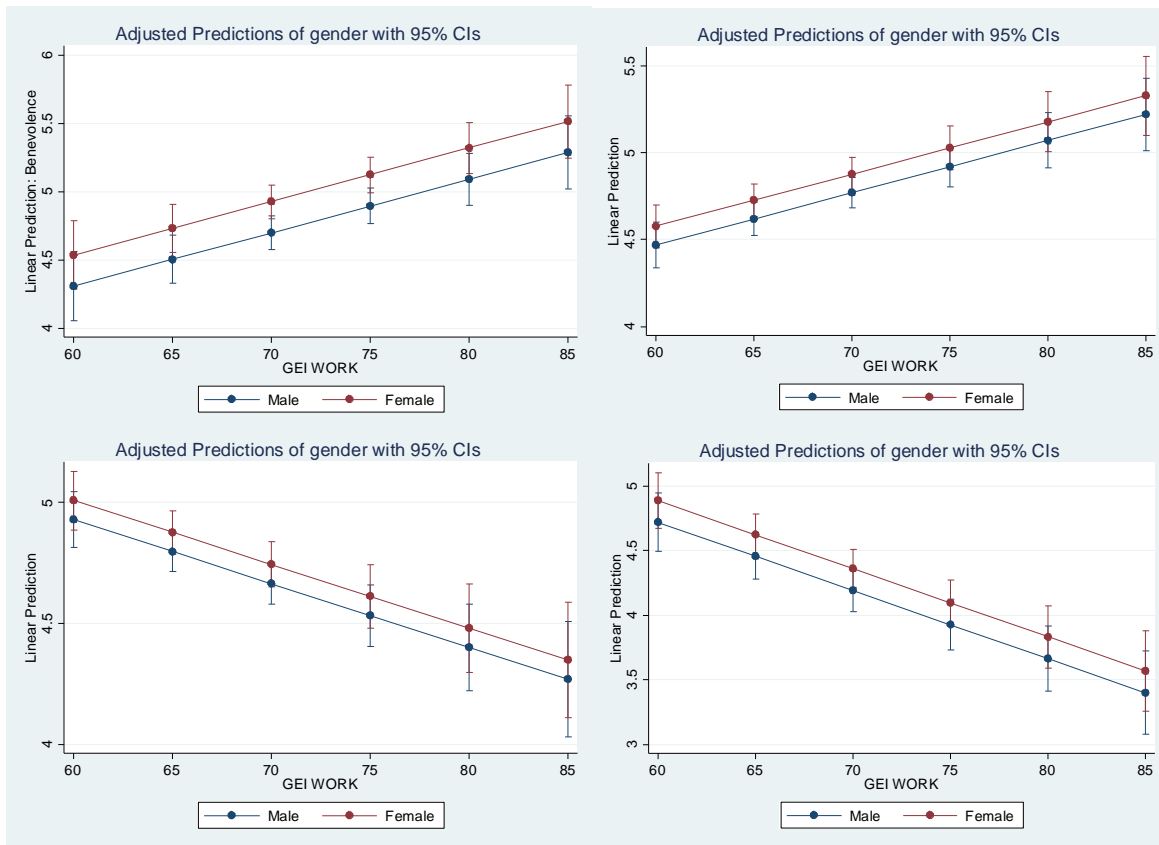 Adjusted Predictions of gender with 95% CIs
Linear Prediction: Benevolence
6
5.5
5
4.5
4
60 65 70 75 80 85
GEI WORK
Male Female
Adjusted Predictions of gender with 95% CIs
Linear Prediction
5.5
5
4.5
4
60 65 70 75 80 85
GEI WORK
Male Female
Adjusted Predictions of gender with 95% CIs
Linear Prediction
5
4.5
4
60 65 70 75 80 85
GEI WORK
Male Female
Adjusted Predictions of gender with 95% CIs
Linear Prediction
5
4.5
4
3.5
3
60 65 70 75 80 85
GEI WORK
Male Female